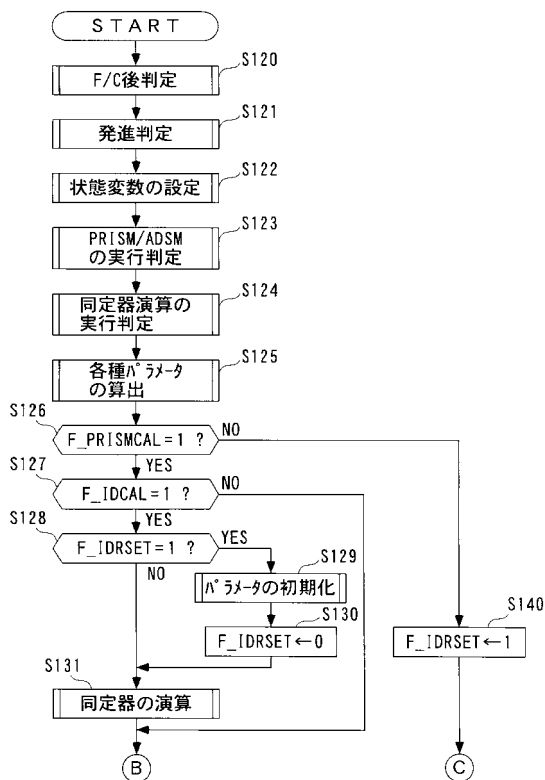 START
S120
F/C後判定
S121
発進判定
S122
状態変数の設定
S123
PRISM/ADSM
の実行判定
S124
同定器演算の
実行判定
S125
各種パラメータ
の算出
S126
F_PRISMCAL=1 ?
NO
YES
S127
F_IDCAL=1 ?
NO
YES
S128
F_IDRSET=1 ?
YES
NO
S129
パラメータの初期化
S130
F_IDRSET←0
S140
F_IDRSET←1
S131
同定器の演算
B
C